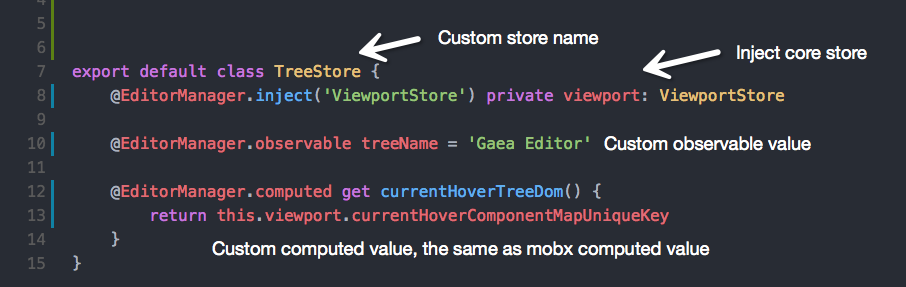 4
5
6
Custom store name
Inject core store
7 export default class TreeStore {
8 @EditorManager.inject('ViewportStore') private viewport: ViewportStore
9
10 @EditorManager.observable treeName = 'Gaea Editor' Custom observable value
11
12 @EditorManager.computed get currentHoverTreeDom() {
13 return this.viewport.currentHoverComponentMapUniqueKey
14 }
Custom computed value, the same as mobx computed value
15 }